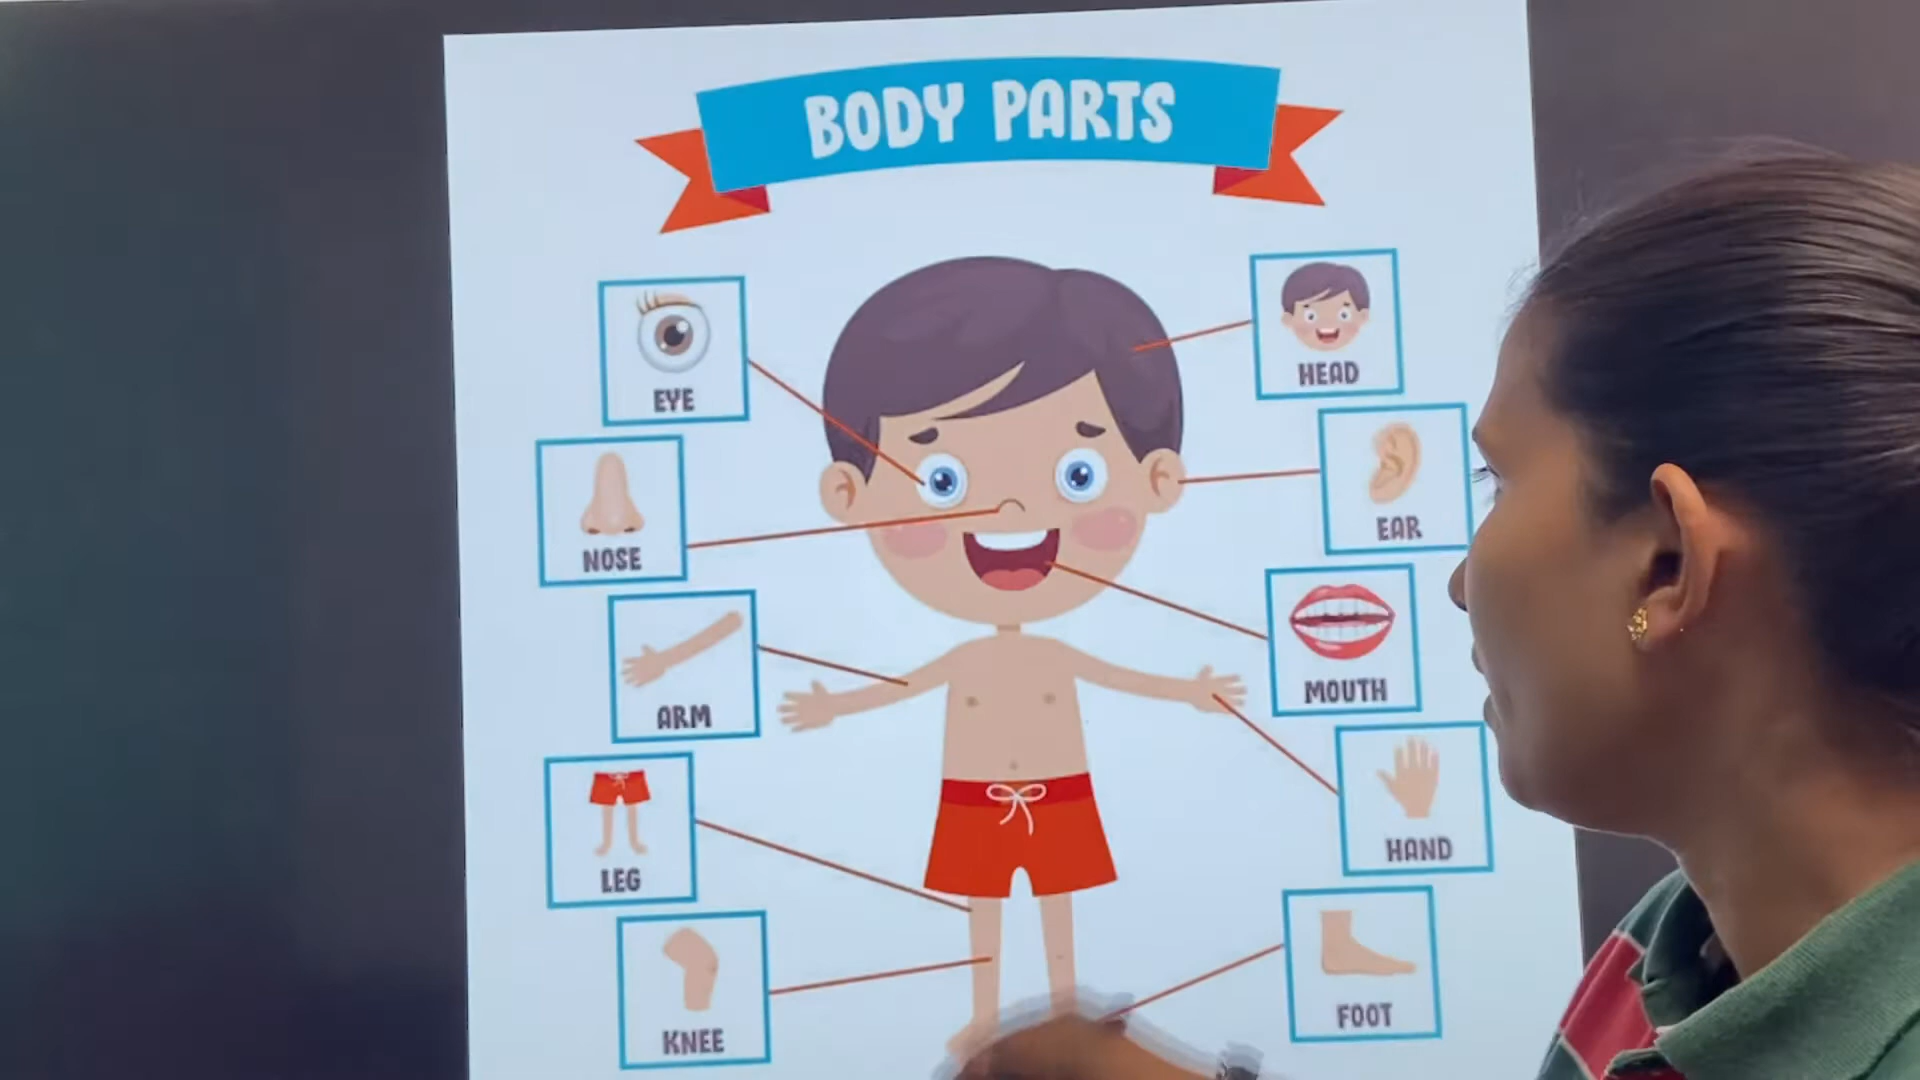 BODY PARTS
EYE
HEAD
NOSE
EAR
ARM
MOUTH
LEG
HAND
KNEE
FOOT